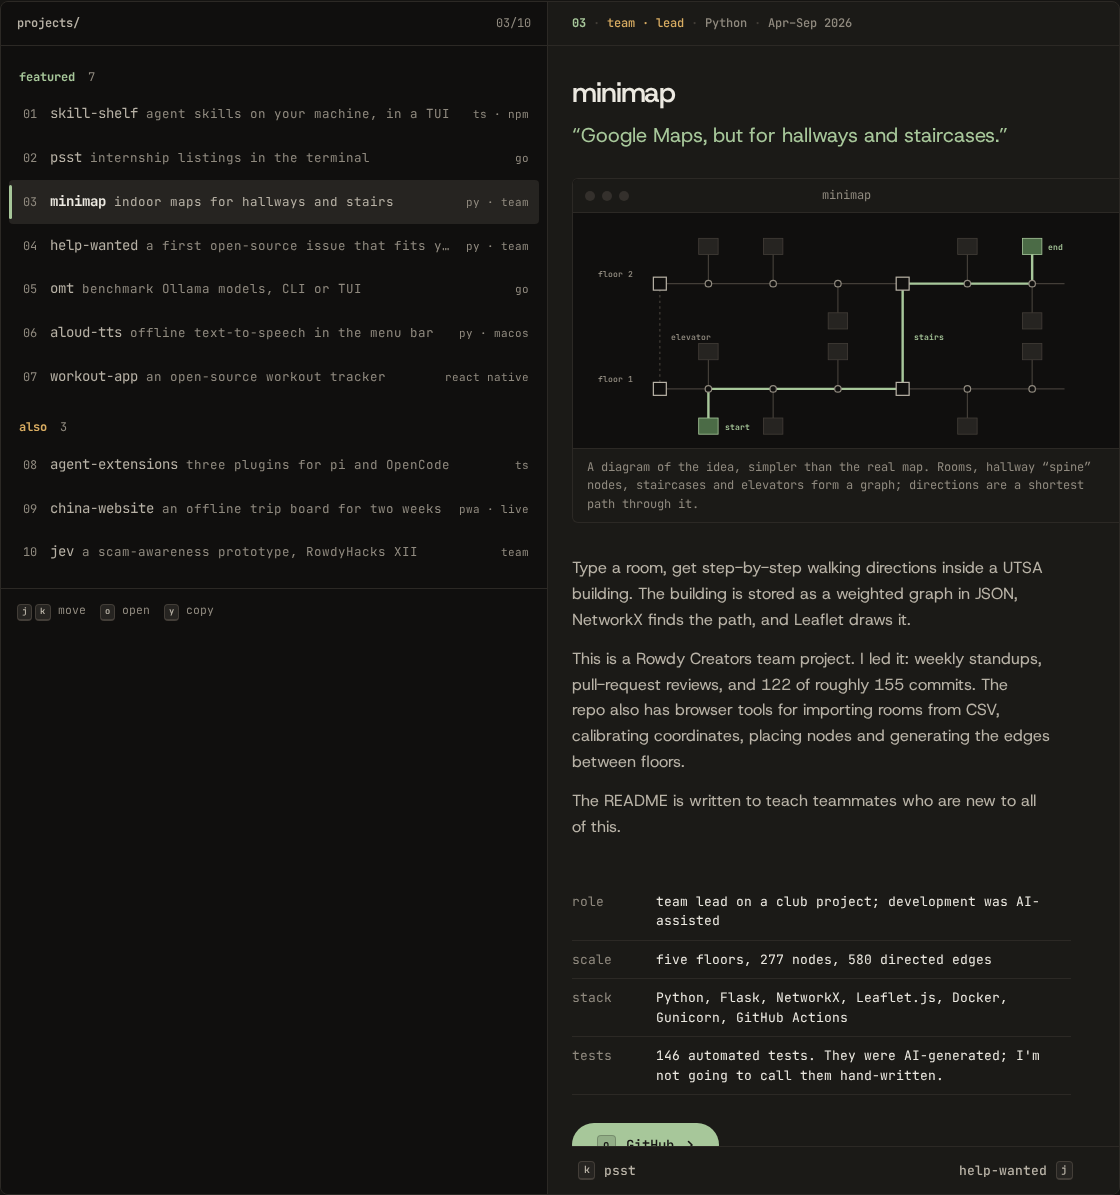 projects/ 03/10
featured 7
01 skill-shelf agent skills on your machine, in a TUI ts · npm
02 psst internship listings in the terminal go
03 minimap indoor maps for hallways and stairs py · team
04 help-wanted a first open-source issue that fits y… py · team
05 omt benchmark Ollama models, CLI or TUI go
06 aloud-tts offline text-to-speech in the menu bar py · macos
07 workout-app an open-source workout tracker react native
also 3
08 agent-extensions three plugins for pi and OpenCode ts
09 china-website an offline trip board for two weeks pwa · live
10 jev a scam-awareness prototype, RowdyHacks XII team
j k move o open y copy
03 · team · lead · Python · Apr–Sep 2026
minimap
“Google Maps, but for hallways and staircases.”
minimap
end
floor 2
elevator
stairs
floor 1
start
A diagram of the idea, simpler than the real map. Rooms, hallway “spine”
nodes, staircases and elevators form a graph; directions are a shortest
path through it.
Type a room, get step-by-step walking directions inside a UTSA
building. The building is stored as a weighted graph in JSON,
NetworkX finds the path, and Leaflet draws it.
This is a Rowdy Creators team project. I led it: weekly standups,
pull-request reviews, and 122 of roughly 155 commits. The
repo also has browser tools for importing rooms from CSV,
calibrating coordinates, placing nodes and generating the edges
between floors.
The README is written to teach teammates who are new to all
of this.
role team lead on a club project; development was AI-
assisted
scale five floors, 277 nodes, 580 directed edges
stack Python, Flask, NetworkX, Leaflet.js, Docker,
Gunicorn, GitHub Actions
tests 146 automated tests. They were AI-generated; I'm
not going to call them hand-written.
o GitHub
k psst help-wanted j